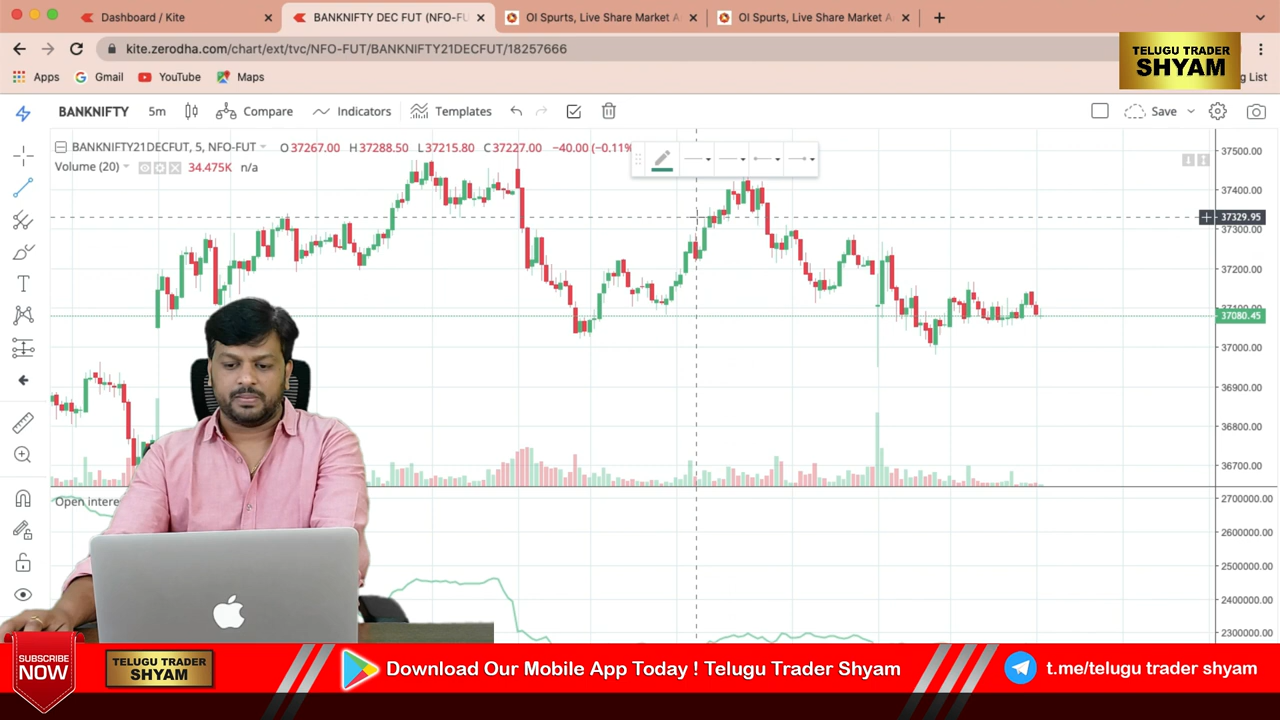 Dashboard / Kite
BANKNIFTY DEC FUT (NFO-FU
OI Spurts, Live Share Market A
OI Spurts, Live Share Market A
kite.zerodha.com/chart/ext/tvc/NFO-FUT/BANKNIFTY21DECFUT/18257666
TELUGU TRADER
SHYAM
Apps
Gmail
YouTube
Maps
g List
BANKNIFTY
5m
Compare
Indicators
Templates
Save
BANKNIFTY21DECFUT, 5, NFO-FUT
O 37267.00 H 37288.50 L 37215.80 C 37227.00 −40.00 (−0.11%
Volume (20)
34.475K n/a
37500.00
37400.00
37329.95
37300.00
37200.00
37100.00
37080.45
37000.00
36900.00
36800.00
36700.00
Open intere
2700000.00
2600000.00
2500000.00
2400000.00
2300000.00
SUBSCRIBE
NOW
TELUGU TRADER
SHYAM
Download Our Mobile App Today ! Telugu Trader Shyam
t.me/telugu trader shyam